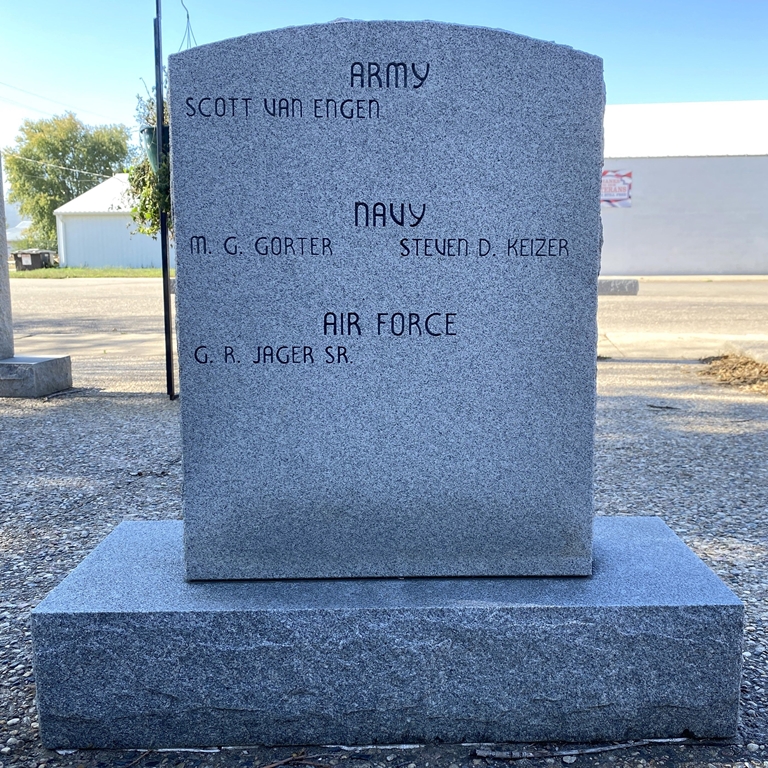 ARMY
SCOTT VAN ENGEN
NAVY
M. G. GORTER STEVEN D. KEIZER
AIR FORCE
G. R. JAGER SR.